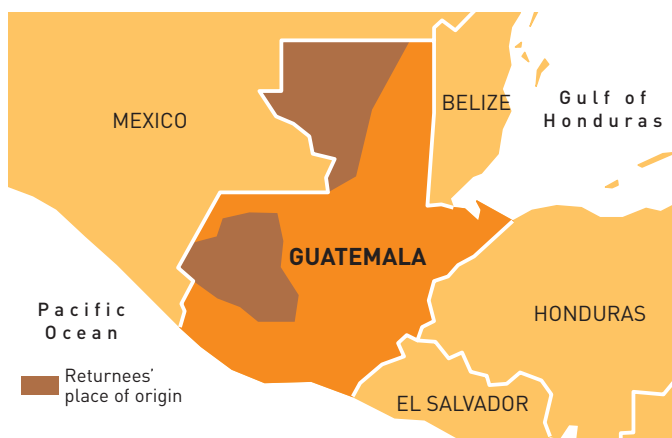 MEXICO
BELIZE
Gulf of
Honduras
GUATEMALA
Pacific
Ocean
HONDURAS
Returnees'
place of origin
EL SALVADOR